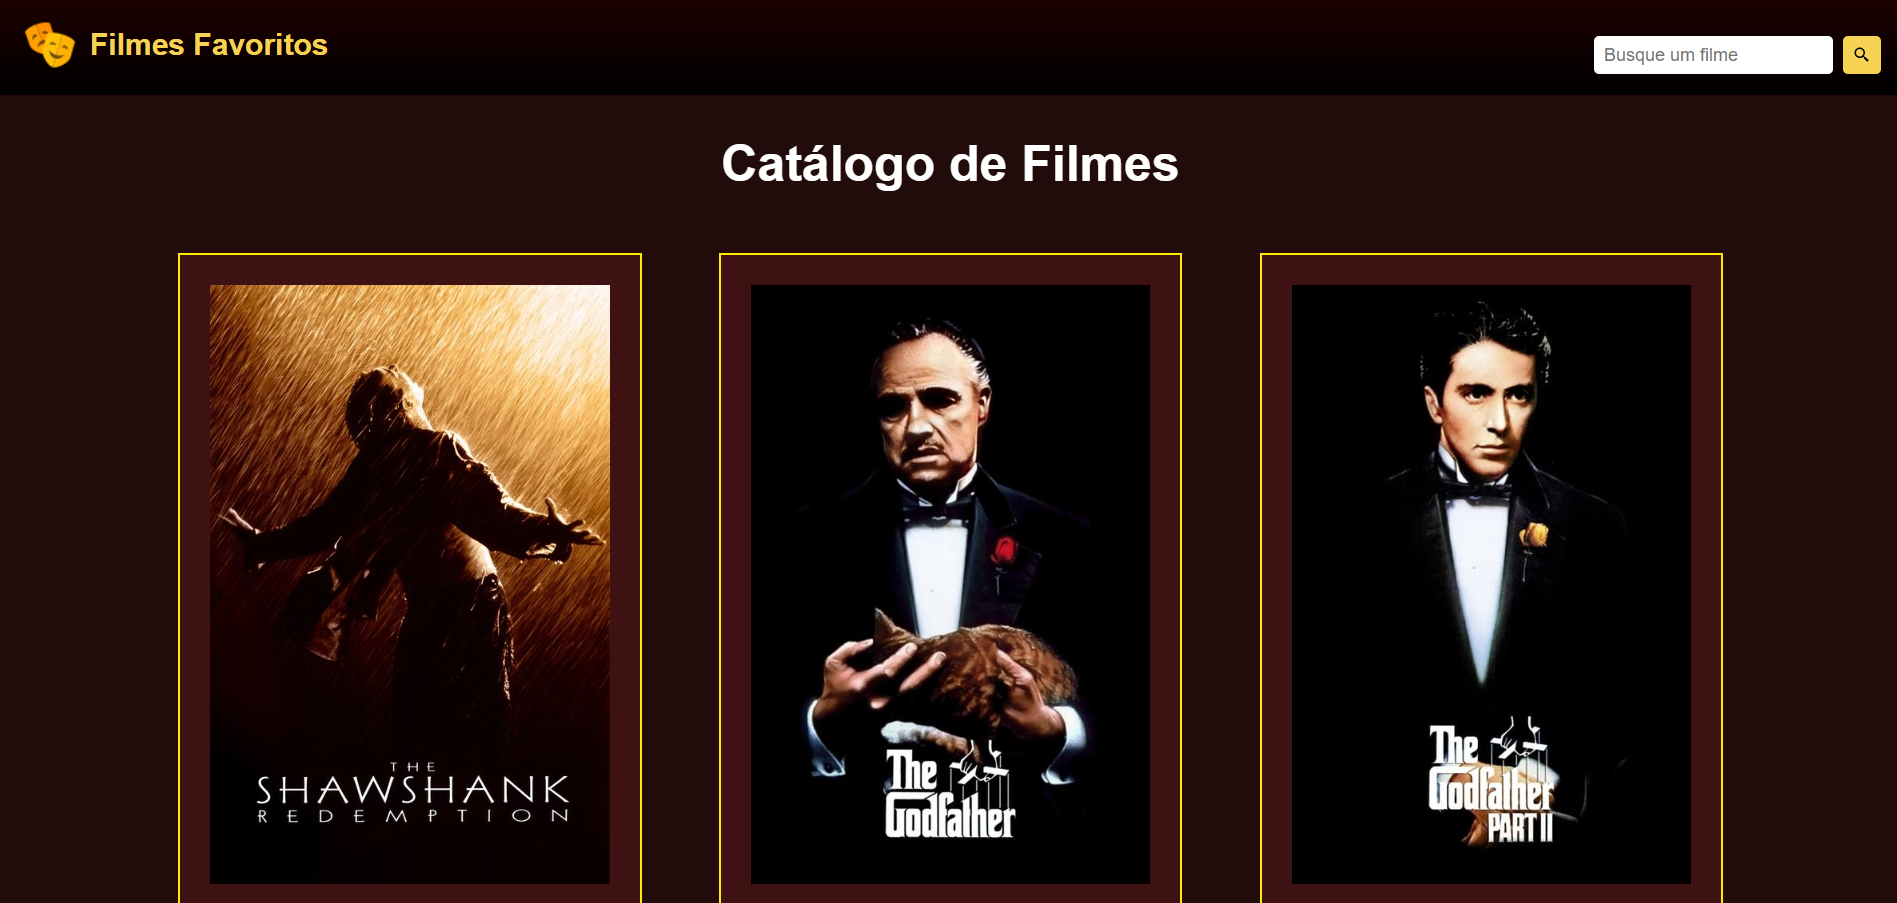 Filmes Favoritos
Busque um filme
Catálogo de Filmes
THE
SHAWSHANK
REDEMPTION
The
Godfather
The
Godfather
PART II